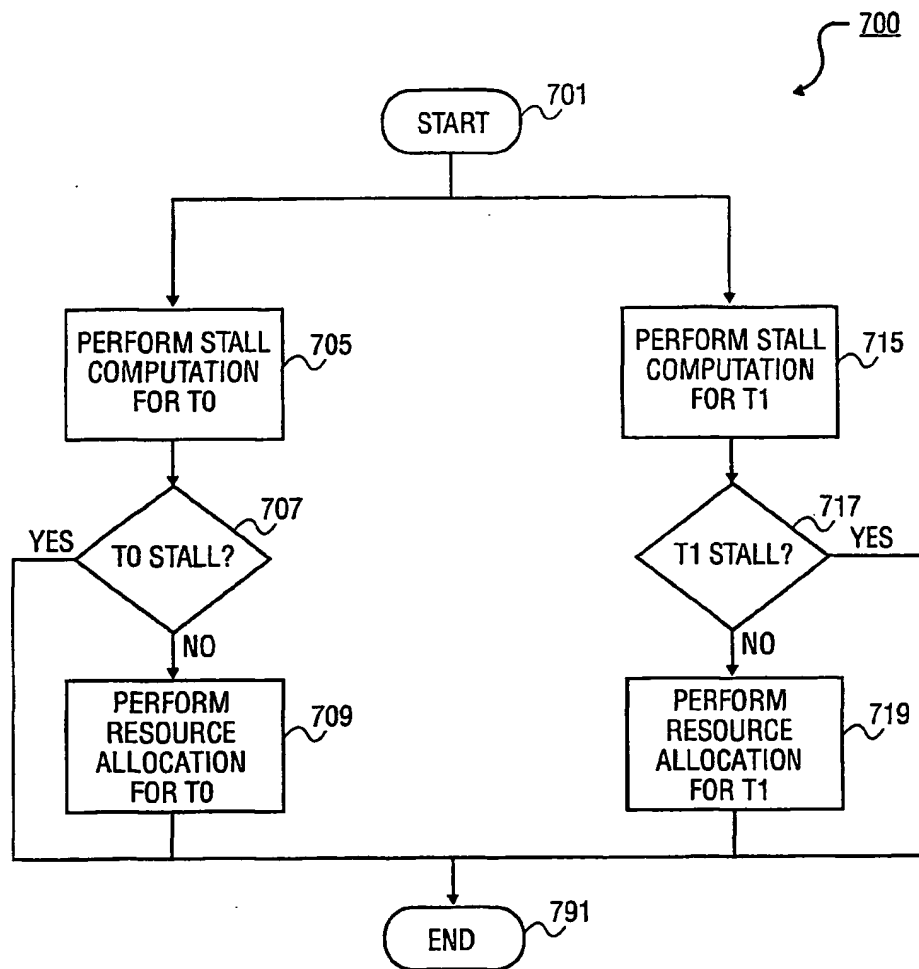 700
START
701
PERFORM STALL
COMPUTATION
FOR T0
705
PERFORM STALL
COMPUTATION
FOR T1
715
T0 STALL?
707
YES
NO
T1 STALL?
717
YES
NO
PERFORM
RESOURCE
ALLOCATION
FOR T0
709
PERFORM
RESOURCE
ALLOCATION
FOR T1
719
END
791